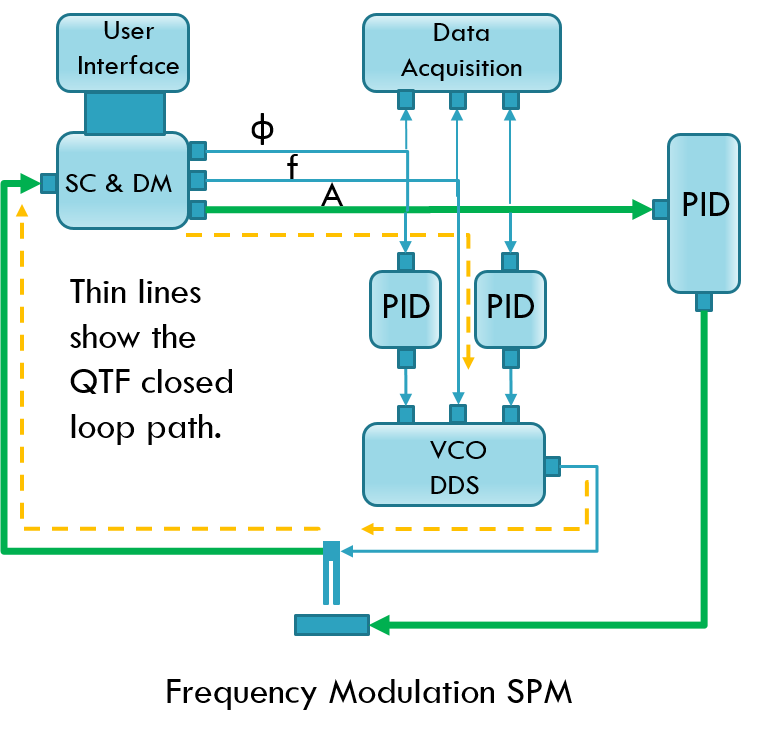 User
Interface
Data
Acquisition
ϕ
f
A
SC & DM
PID
Thin lines
show the
QTF closed
loop path.
PID
PID
VCO
DDS
Frequency Modulation SPM